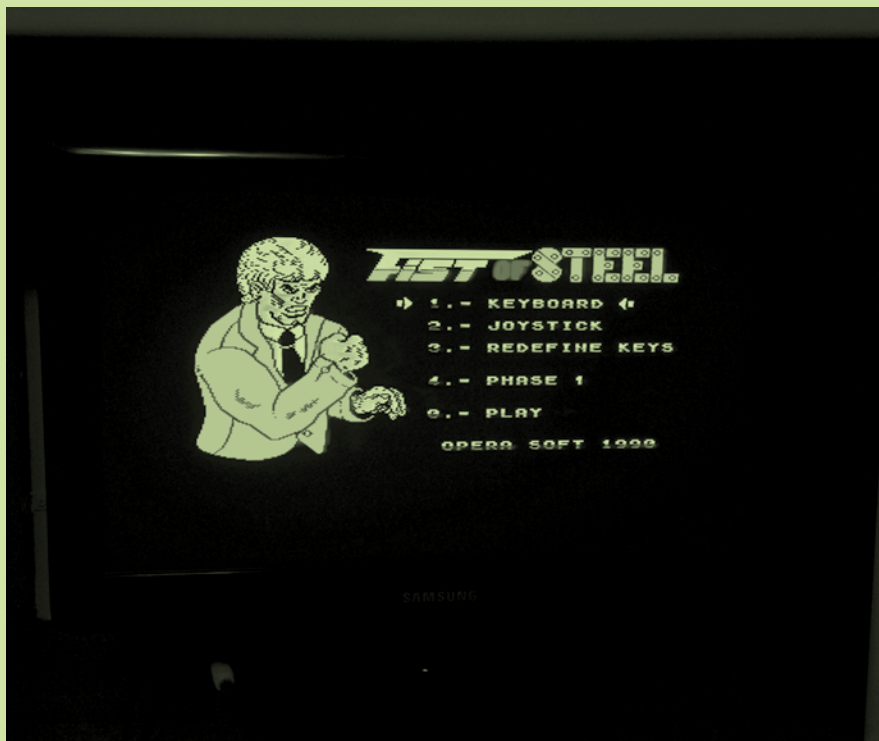 FIST OF STEEL
1.- KEYBOARD
2.- JOYSTICK
3.- REDEFINE KEYS
4.- PHASE 1
0.- PLAY
OPERA SOFT 1990
SAMSUNG